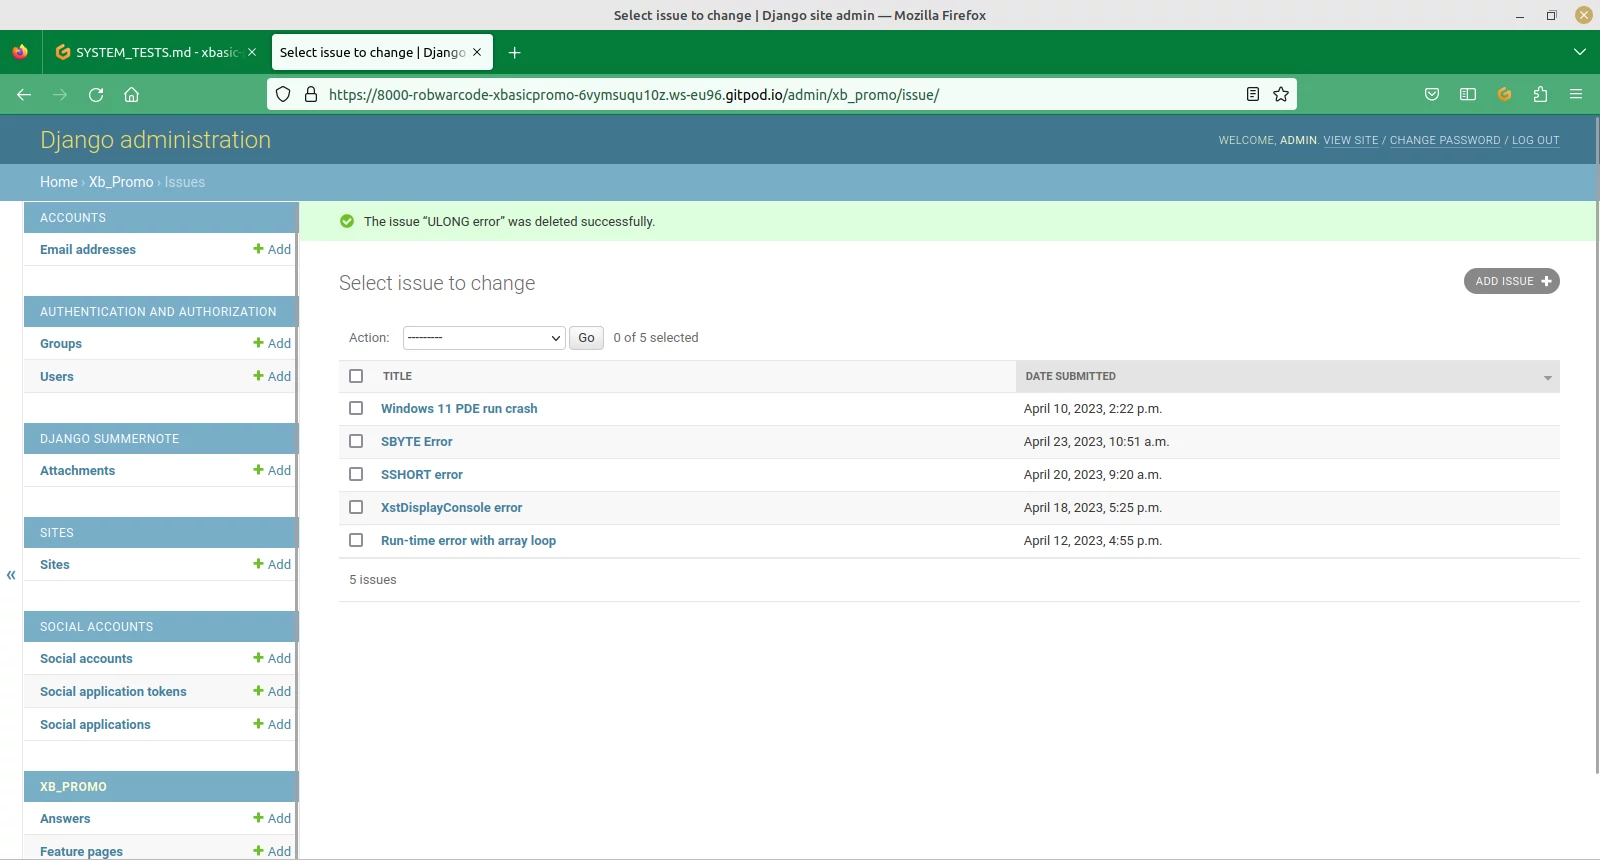 Select issue to change | Django site admin — Mozilla Firefox
SYSTEM_TESTS.md - xbasic-
Select issue to change | Django
https://8000-robwarcode-xbasicpromo-6vymsuqu10z.ws-eu96.gitpod.io/admin/xb_promo/issue/
Django administration
WELCOME, ADMIN. VIEW SITE / CHANGE PASSWORD / LOG OUT
Home › Xb_Promo › Issues
ACCOUNTS
Email addresses + Add
AUTHENTICATION AND AUTHORIZATION
Groups + Add
Users + Add
DJANGO SUMMERNOTE
Attachments + Add
SITES
Sites + Add
«
SOCIAL ACCOUNTS
Social accounts + Add
Social application tokens + Add
Social applications + Add
XB_PROMO
Answers + Add
Feature pages + Add
The issue “ULONG error” was deleted successfully.
Select issue to change
ADD ISSUE +
Action: --------- Go 0 of 5 selected
TITLE DATE SUBMITTED
Windows 11 PDE run crash April 10, 2023, 2:22 p.m.
SBYTE Error April 23, 2023, 10:51 a.m.
SSHORT error April 20, 2023, 9:20 a.m.
XstDisplayConsole error April 18, 2023, 5:25 p.m.
Run-time error with array loop April 12, 2023, 4:55 p.m.
5 issues